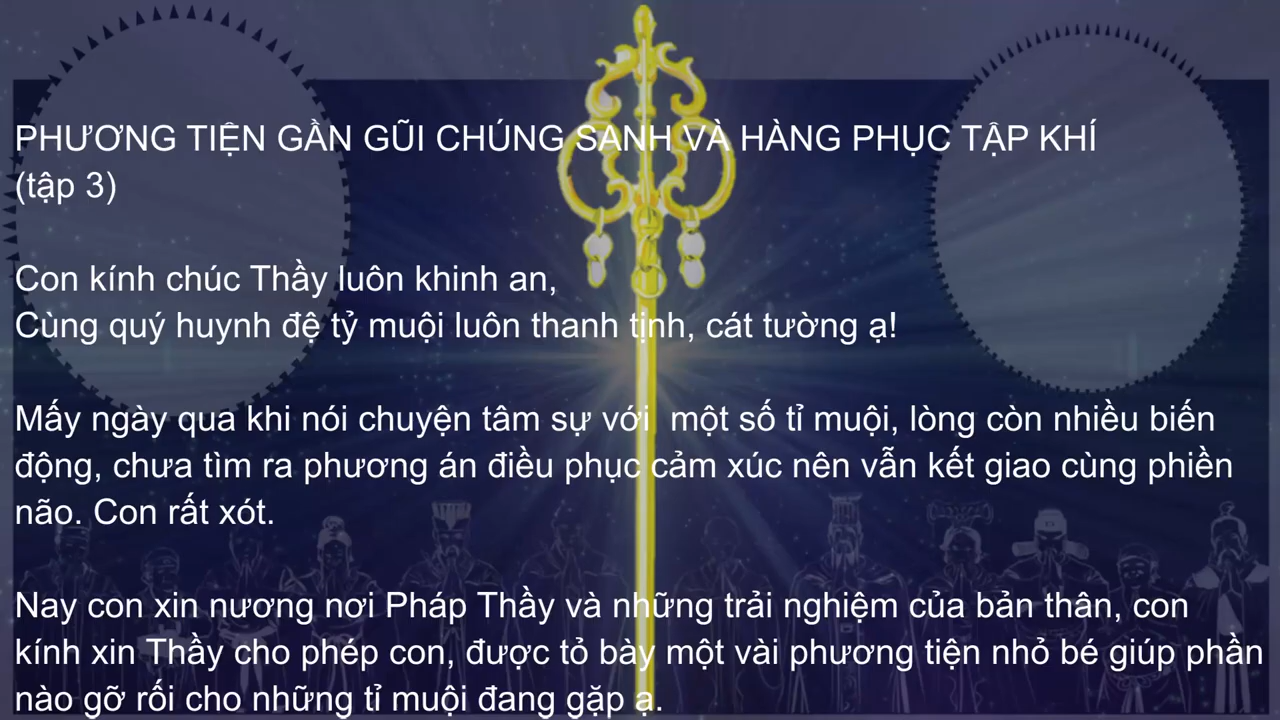 PHƯƠNG TIỆN GẦN GŨI CHÚNG SANH VÀ HÀNG PHỤC TẬP KHÍ
(tập 3)
Con kính chúc Thầy luôn khinh an,
Cùng quý huynh đệ tỷ muội luôn thanh tịnh, cát tường ạ!
Mấy ngày qua khi nói chuyện tâm sự với  một số tỉ muội, lòng còn nhiều biến
động, chưa tìm ra phương án điều phục cảm xúc nên vẫn kết giao cùng phiền
não. Con rất xót.
Nay con xin nương nơi Pháp Thầy và những trải nghiệm của bản thân, con
kính xin Thầy cho phép con, được tỏ bày một vài phương tiện nhỏ bé giúp phần
nào gỡ rối cho những tỉ muội đang gặp ạ.